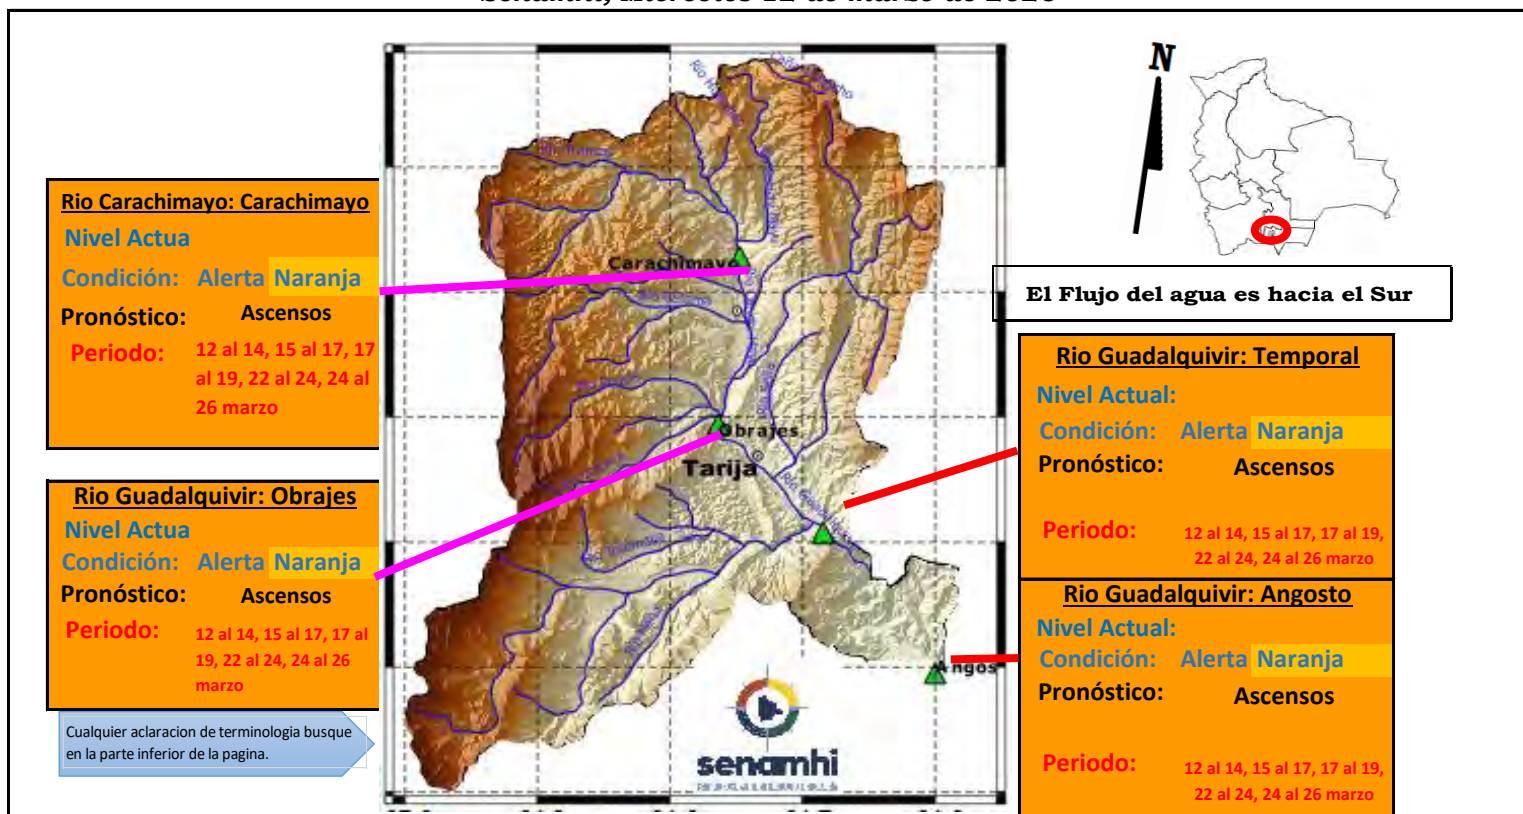 N
Rio Carachimayo: Carachimayo
Nivel Actua
Condición: Alerta Naranja
Pronóstico: Ascensos
Periodo: 12 al 14, 15 al 17, 17
al 19, 22 al 24, 24 al
26 marzo
Rio Guadalquivir: Obrajes
Nivel Actua
Condición: Alerta Naranja
Pronóstico: Ascensos
Periodo: 12 al 14, 15 al 17, 17 al
19, 22 al 24, 24 al 26
marzo
Cualquier aclaracion de terminologia busque
en la parte inferior de la pagina.
Carachimayo
Obrajes
Tarija
Angos
senamhi
El Flujo del agua es hacia el Sur
Rio Guadalquivir: Temporal
Nivel Actual:
Condición: Alerta Naranja
Pronóstico: Ascensos
Periodo: 12 al 14, 15 al 17, 17 al 19,
22 al 24, 24 al 26 marzo
Rio Guadalquivir: Angosto
Nivel Actual:
Condición: Alerta Naranja
Pronóstico: Ascensos
Periodo: 12 al 14, 15 al 17, 17 al 19,
22 al 24, 24 al 26 marzo